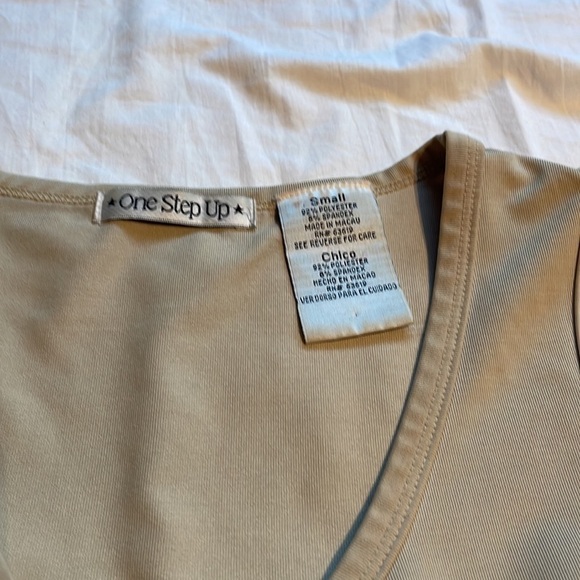 ★One Step Up★
Small
92% POLYESTER
8% SPANDEX
MADE IN MACAU
RN# 63619
SEE REVERSE FOR CARE
Chico
92% POLIESTER
8% SPANDEX
HECHO EN MACAO
RN# 63619
VER DORSO PARA EL CUIDADO